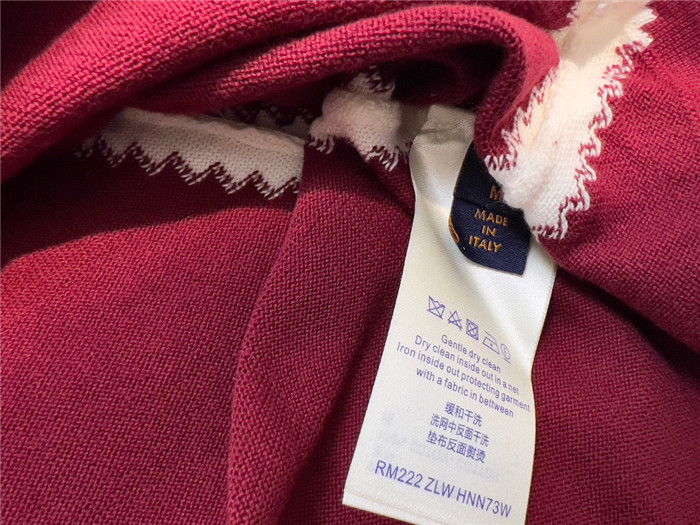 M
MADE
IN
ITALY
Gentle dry clean
Dry clean inside out in a net
Iron inside out protecting garment
with a fabric in bettween
缓和干洗
洗网中反面干洗
垫布反面熨烫
RM222 ZLW HNN73W